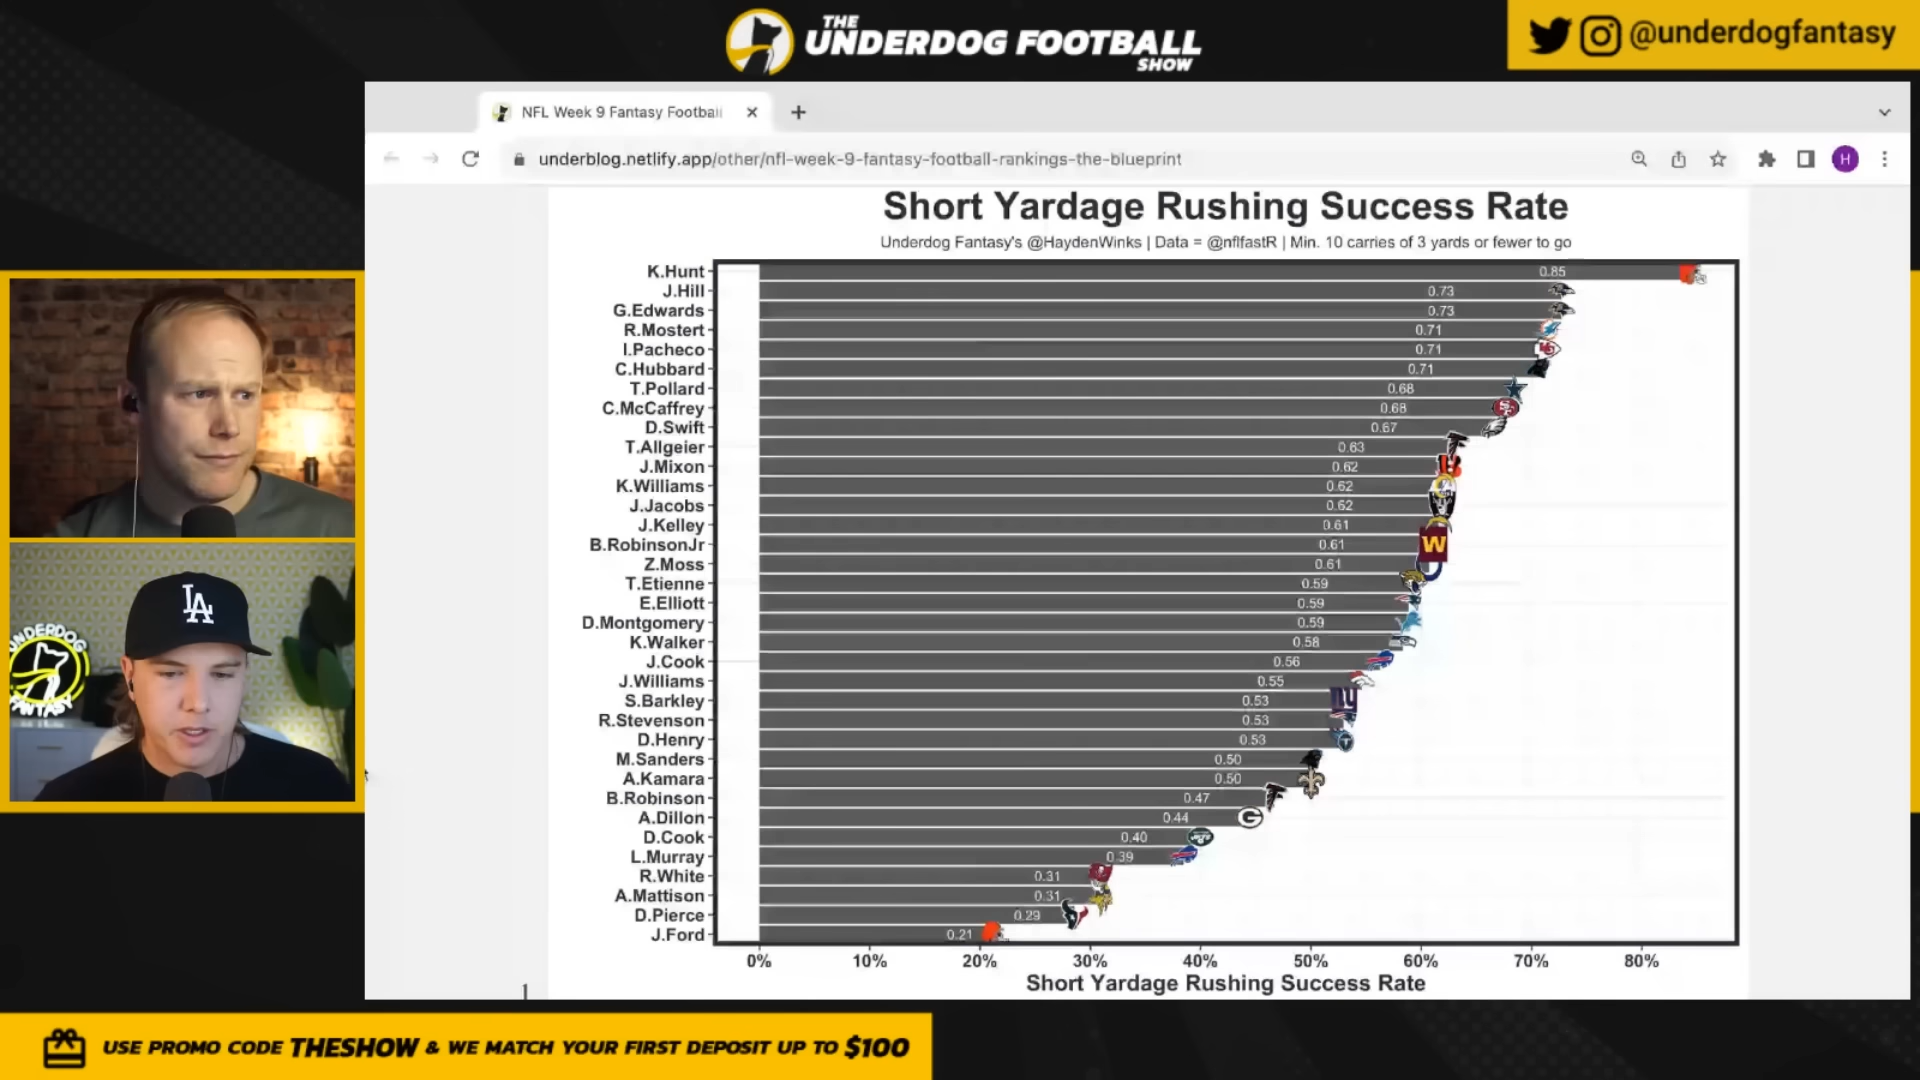 THE
UNDERDOG FOOTBALL
SHOW
@underdogfantasy
NFL Week 9 Fantasy Footbal
underblog.netlify.app/other/nfl-week-9-fantasy-football-rankings-the-blueprint
H
Short Yardage Rushing Success Rate
Underdog Fantasy's @HaydenWinks | Data = @nflfastR | Min. 10 carries of 3 yards or fewer to go
K.Hunt 0.85
J.Hill 0.73
G.Edwards 0.73
R.Mostert 0.71
I.Pacheco 0.71
C.Hubbard 0.71
T.Pollard 0.68
C.McCaffrey 0.68
D.Swift 0.67
T.Allgeier 0.63
J.Mixon 0.62
K.Williams 0.62
J.Jacobs 0.62
J.Kelley 0.61
B.RobinsonJr 0.61
Z.Moss 0.61
T.Etienne 0.59
E.Elliott 0.59
D.Montgomery 0.59
K.Walker 0.58
J.Cook 0.56
J.Williams 0.55
S.Barkley 0.53
R.Stevenson 0.53
D.Henry 0.53
M.Sanders 0.50
A.Kamara 0.50
B.Robinson 0.47
A.Dillon 0.44
D.Cook 0.40
L.Murray 0.39
R.White 0.31
A.Mattison 0.31
D.Pierce 0.29
J.Ford 0.21
0% 10% 20% 30% 40% 50% 60% 70% 80%
Short Yardage Rushing Success Rate
LA
UNDERDOG
FANTASY
USE PROMO CODE THESHOW & WE MATCH YOUR FIRST DEPOSIT UP TO $100